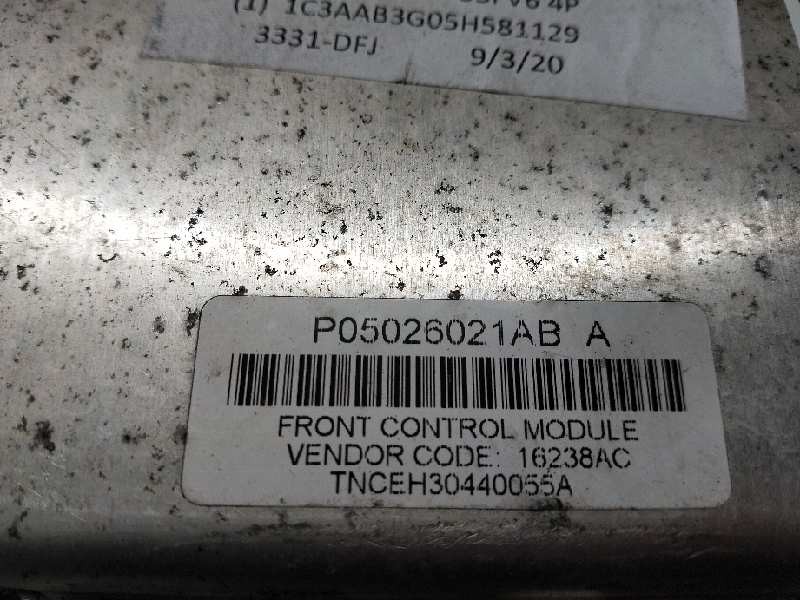 (1) 1C3AAB3G05H581129
3331-DFJ 9/3/20
P05026021AB A
FRONT CONTROL MODULE
VENDOR CODE: 16238AC
TNCEH30440055A